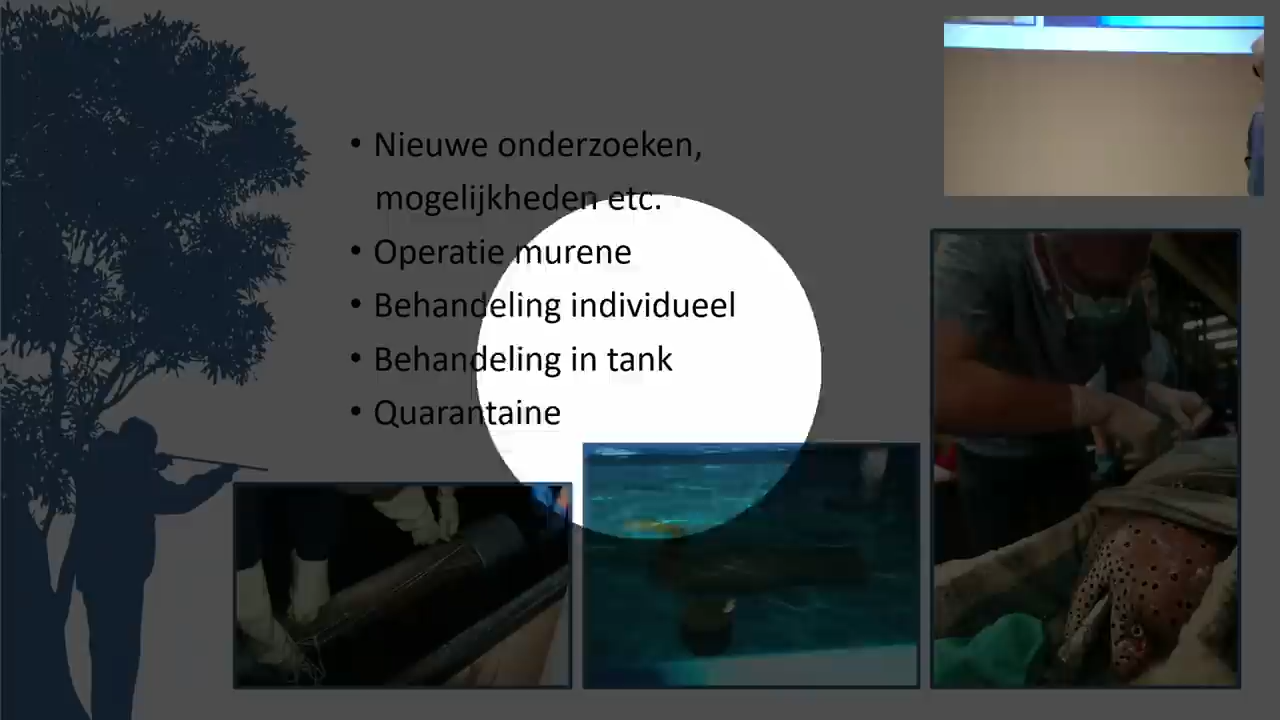 • Nieuwe onderzoeken,
mogelijkheden etc.
• Operatie murene
• Behandeling individueel
• Behandeling in tank
• Quarantaine